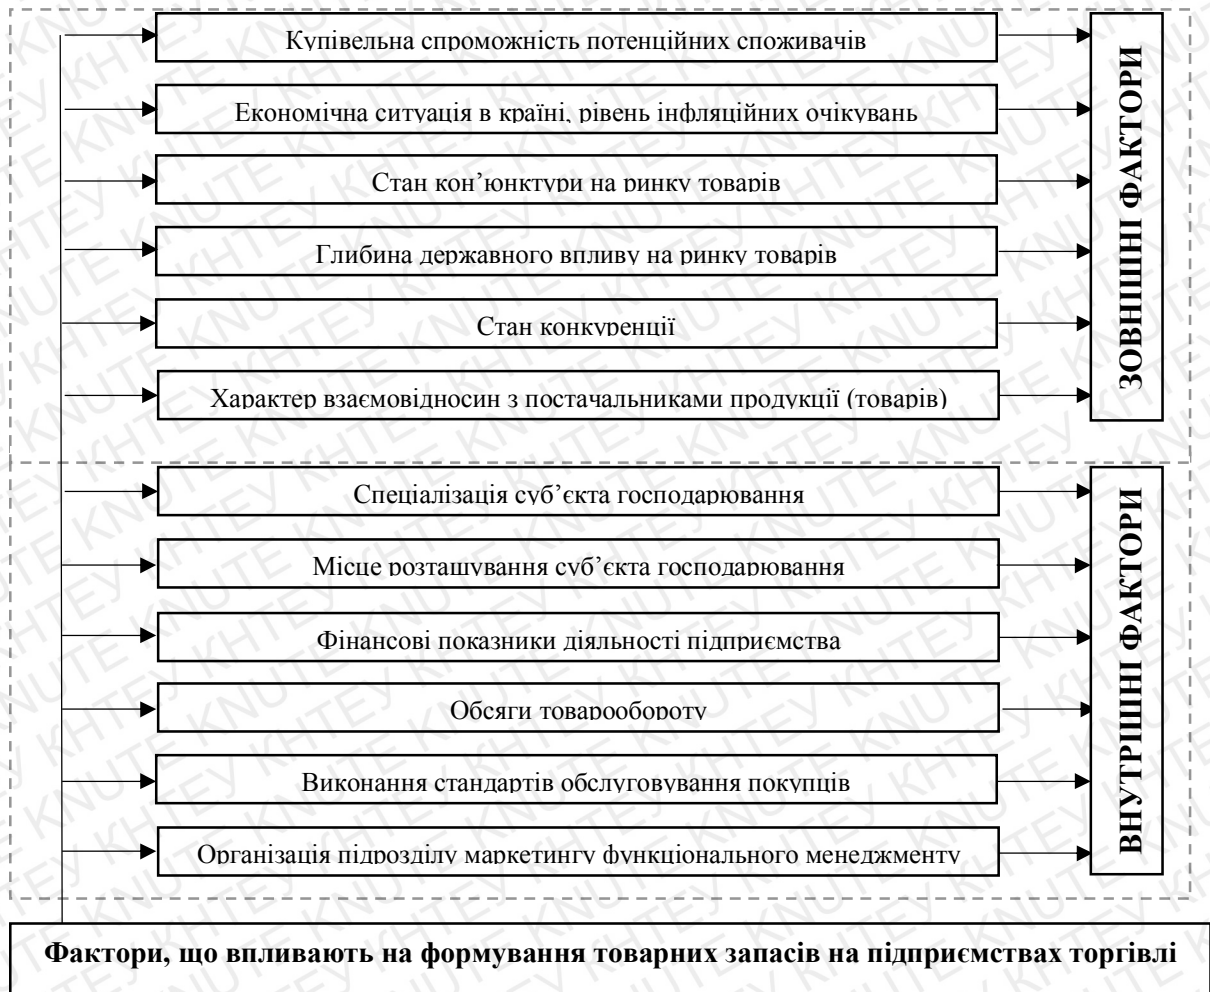 Купівельна спроможність потенційних споживачів
Економічна ситуація в країні, рівень інфляційних очікувань
Стан кон’юнктури на ринку товарів
Глибина державного впливу на ринку товарів
Стан конкуренції
Характер взаємовідносин з постачальниками продукції (товарів)
ЗОВНІШНІ ФАКТОРИ
Спеціалізація суб’єкта господарювання
Місце розташування суб’єкта господарювання
Фінансові показники діяльності підприємства
Обсяги товарообороту
Виконання стандартів обслуговування покупців
Організація підрозділу маркетингу функціонального менеджменту
ВНУТРІШНІ ФАКТОРИ
Фактори, що впливають на формування товарних запасів на підприємствах торгівлі